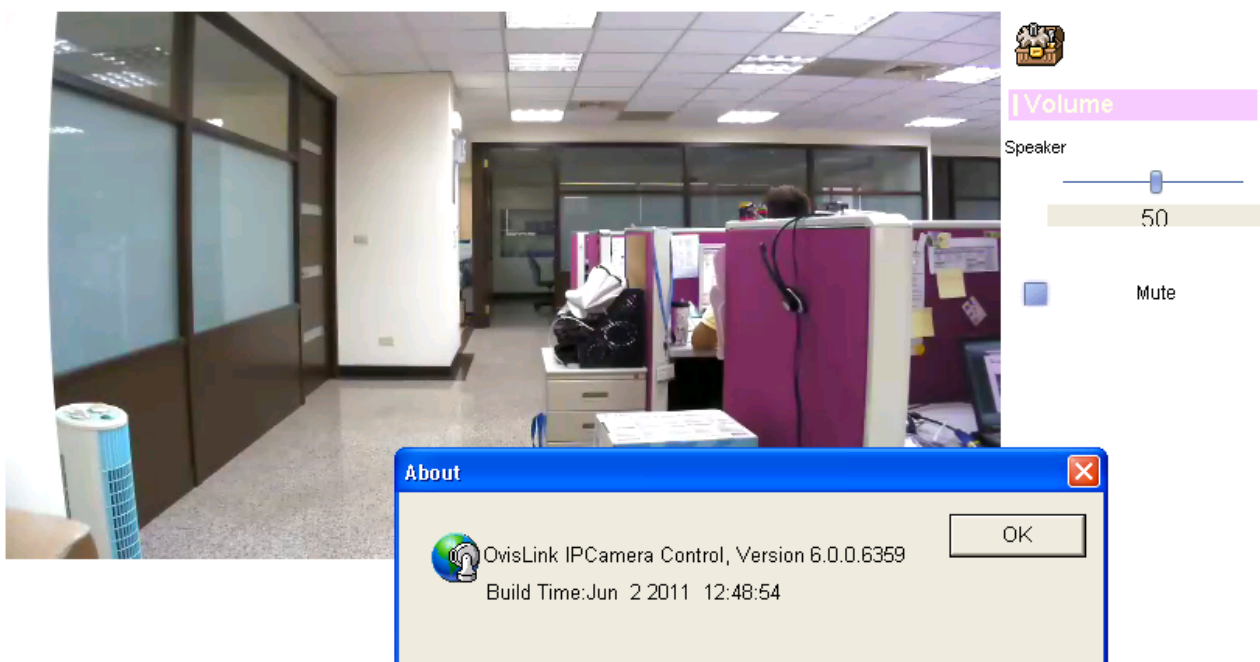 Volume
Speaker
50
Mute
About
OK
OvisLink IPCamera Control, Version 6.0.0.6359
Build Time:Jun 2 2011 12:48:54